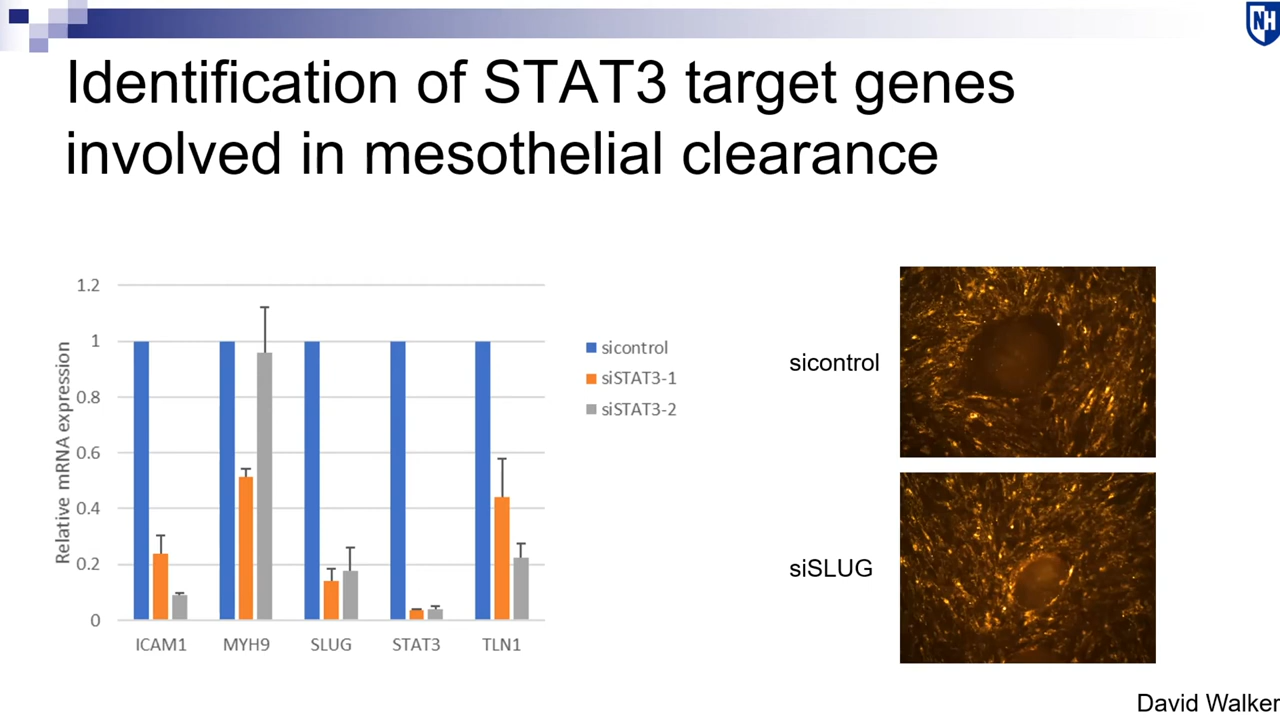 NH
Identification of STAT3 target genes
involved in mesothelial clearance
Relative mRNA expression
1.2
1
0.8
0.6
0.4
0.2
0
ICAM1 MYH9 SLUG STAT3 TLN1
sicontrol
siSTAT3-1
siSTAT3-2
sicontrol
siSLUG
David Walker